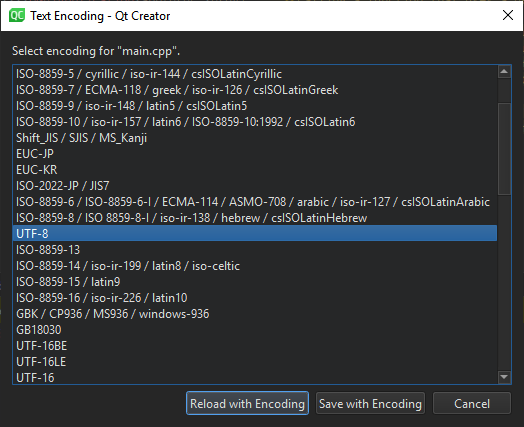 QC Text Encoding - Qt Creator
Select encoding for "main.cpp".
ISO-8859-5 / cyrillic / iso-ir-144 / csISOLatinCyrillic
ISO-8859-7 / ECMA-118 / greek / iso-ir-126 / csISOLatinGreek
ISO-8859-9 / iso-ir-148 / latin5 / csISOLatin5
ISO-8859-10 / iso-ir-157 / latin6 / ISO-8859-10:1992 / csISOLatin6
Shift_JIS / SJIS / MS_Kanji
EUC-JP
EUC-KR
ISO-2022-JP / JIS7
ISO-8859-6 / ISO-8859-6-I / ECMA-114 / ASMO-708 / arabic / iso-ir-127 / csISOLatinArabic
ISO-8859-8 / ISO 8859-8-I / iso-ir-138 / hebrew / csISOLatinHebrew
UTF-8
ISO-8859-13
ISO-8859-14 / iso-ir-199 / latin8 / iso-celtic
ISO-8859-15 / latin9
ISO-8859-16 / iso-ir-226 / latin10
GBK / CP936 / MS936 / windows-936
GB18030
UTF-16BE
UTF-16LE
UTF-16
Reload with Encoding Save with Encoding Cancel